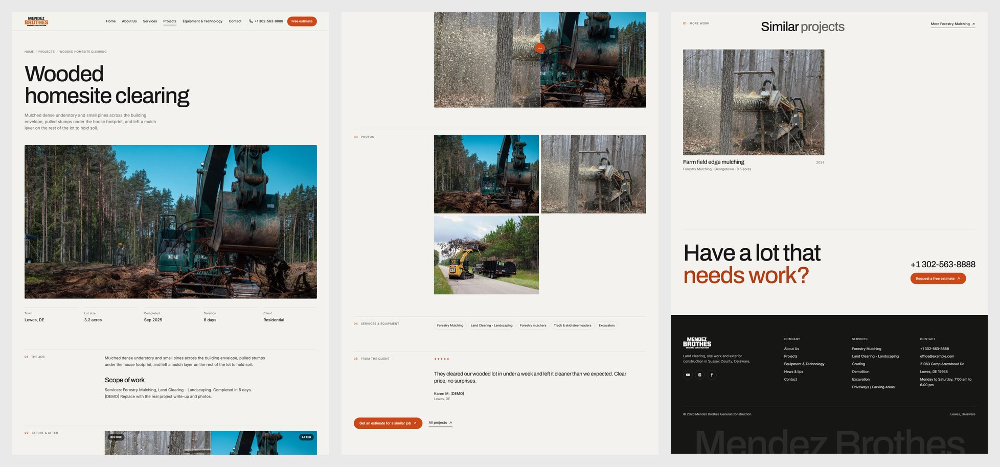 MENDEZ
BROTHES
GENERAL CONSTRUCTION
Home
About Us
Services
Projects
Equipment & Technology
Contact
+1 302-563-8888
Free estimate
HOME / PROJECTS / WOODED HOMESITE CLEARING
Wooded
homesite clearing
Mulched dense understory and small pines across the building
envelope, pulled stumps under the house footprint, and left a mulch
layer on the rest of the lot to hold soil.
Town
Lewes, DE
Lot size
3.2 acres
Completed
Sep 2025
Duration
6 days
Client
Residential
01 THE JOB
Mulched dense understory and small pines across the building envelope, pulled stumps
under the house footprint, and left a mulch layer on the rest of the lot to hold soil.
Scope of work
Services: Forestry Mulching, Land Clearing - Landscaping. Completed in 6 days.
[DEMO] Replace with the real project write-up and photos.
02 BEFORE & AFTER
BEFORE
AFTER
03 PHOTOS
CAT
04 SERVICES & EQUIPMENT
Forestry Mulching
Land Clearing - Landscaping
Forestry mulchers
Track & skid steer loaders
Excavators
05 FROM THE CLIENT
★★★★★
They cleared our wooded lot in under a week and left it cleaner than we expected. Clear
price, no surprises.
Karen M. [DEMO]
Lewes, DE
Get an estimate for a similar job ↗
All projects ↗
01 MORE WORK
Similar projects
More Forestry Mulching ↗
Farm field edge mulching
2024
Forestry Mulching · Georgetown · 8.5 acres
Have a lot that
needs work?
+1 302-563-8888
Request a free estimate ↗
MENDEZ
BROTHES
GENERAL CONSTRUCTION
Land clearing, site work and exterior
construction in Sussex County, Delaware.
COMPANY
About Us
Projects
Equipment & Technology
News & tips
Contact
SERVICES
Forestry Mulching
Land Clearing - Landscaping
Grading
Demolition
Excavation
Driveways / Parking Areas
CONTACT
+1 302-563-8888
office@example.com
21063 Camp Arrowhead Rd
Lewes, DE 19958
Monday to Saturday, 7:00 am to
6:00 pm
© 2026 Mendez Brothes General Construction
Lewes, Delaware
Mendez Brothes